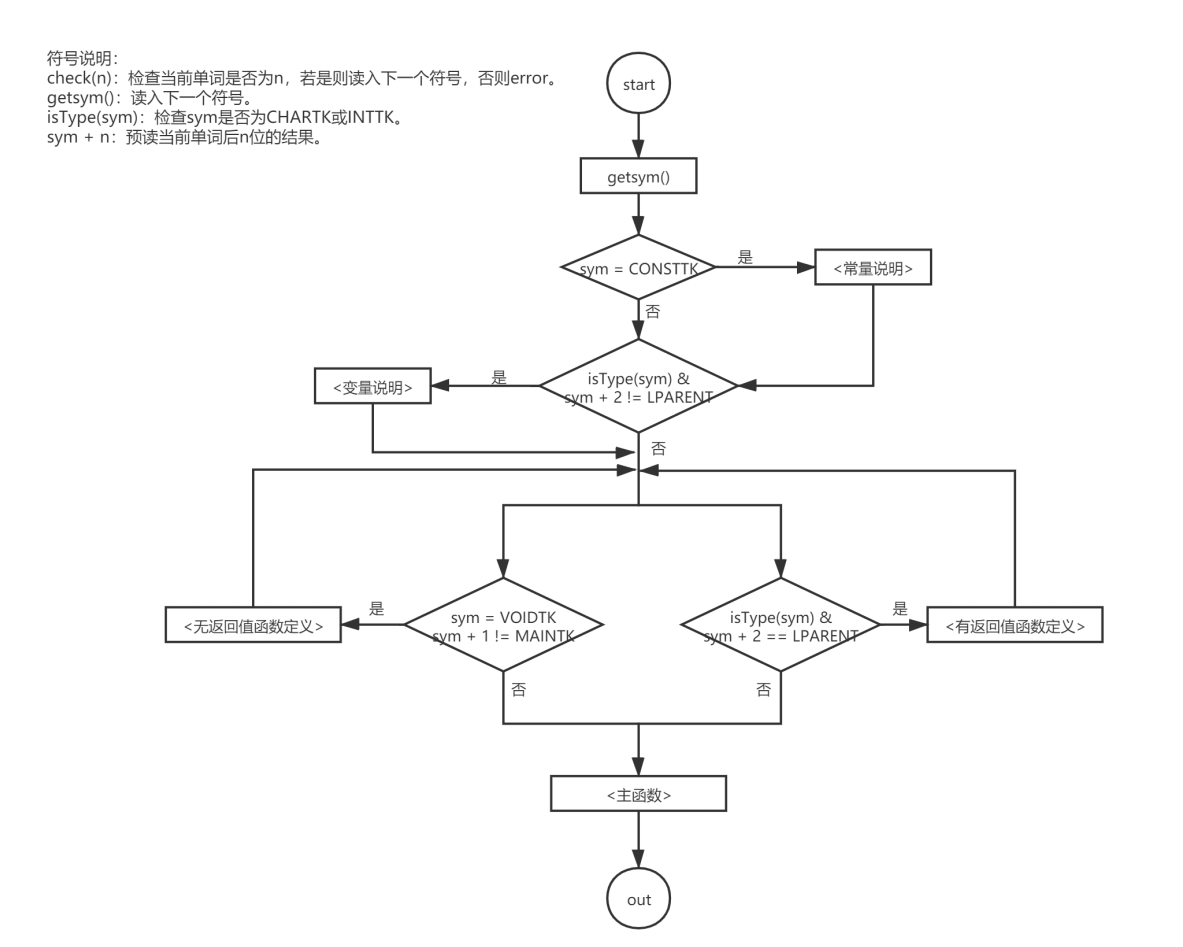 符号说明：
check(n)：检查当前单词是否为n，若是则读入下一个符号，否则error。
getsym()：读入下一个符号。
isType(sym)：检查sym是否为CHARTK或INTTK。
sym + n：预读当前单词后n位的结果。
start
getsym()
sym = CONSTTK
是
<常量说明>
否
isType(sym) &
sym + 2 != LPARENT
是
<变量说明>
否
sym = VOIDTK
sym + 1 != MAINTK
是
<无返回值函数定义>
否
isType(sym) &
sym + 2 == LPARENT
是
<有返回值函数定义>
否
<主函数>
out